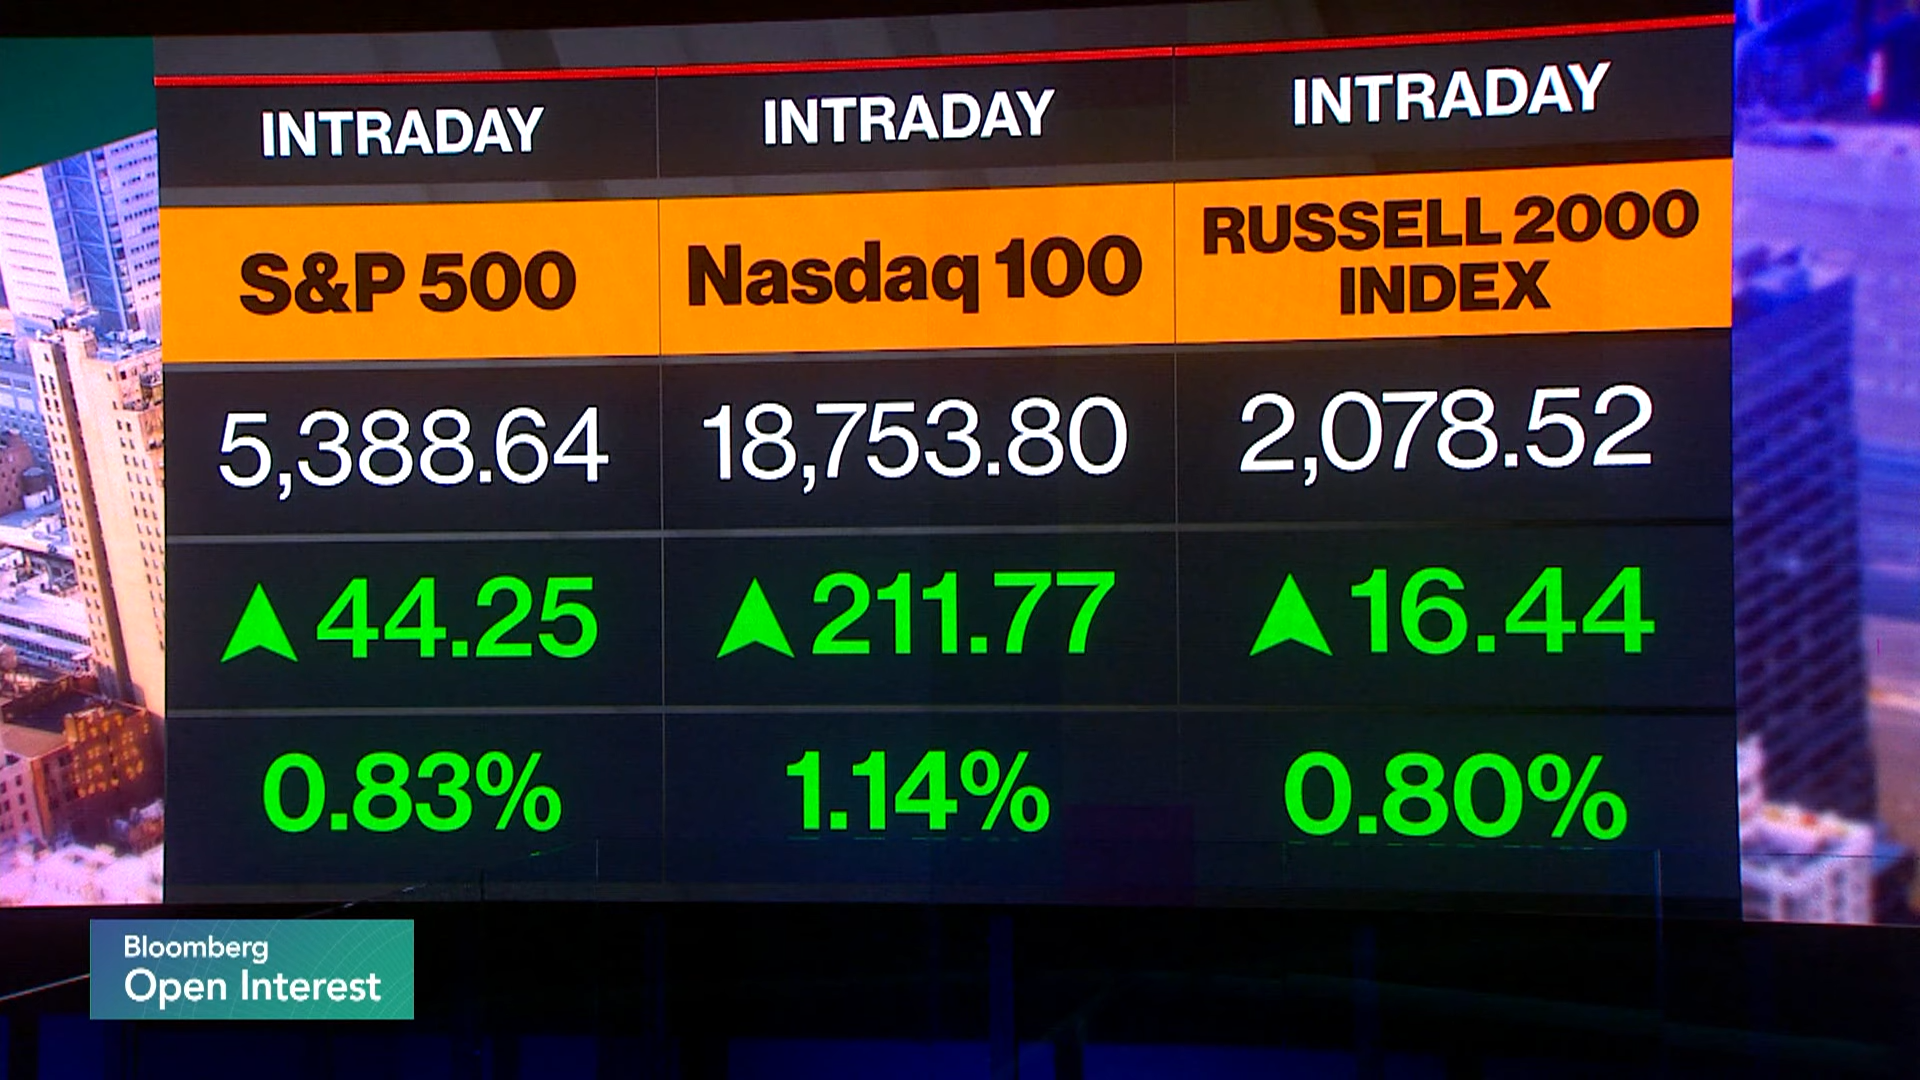 INTRADAY
INTRADAY
INTRADAY
S&P 500
Nasdaq 100
RUSSELL 2000
INDEX
5,388.64
18,753.80
2,078.52
▲44.25
▲211.77
▲16.44
0.83%
1.14%
0.80%
Bloomberg
Open Interest